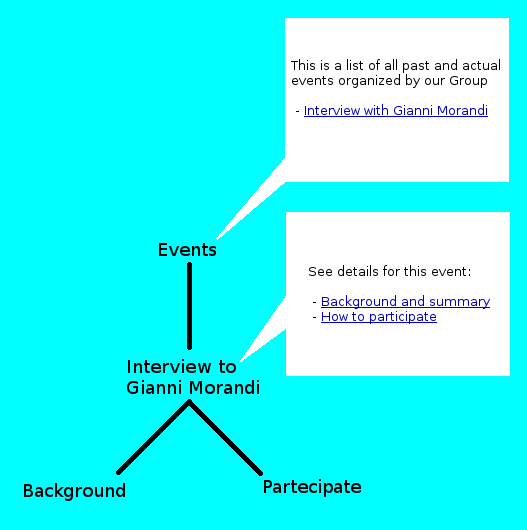 This is a list of all past and actual
events organized by our Group
- Interview with Gianni Morandi
Events
See details for this event:
- Background and summary
- How to participate
Interview to
Gianni Morandi
Background
Partecipate